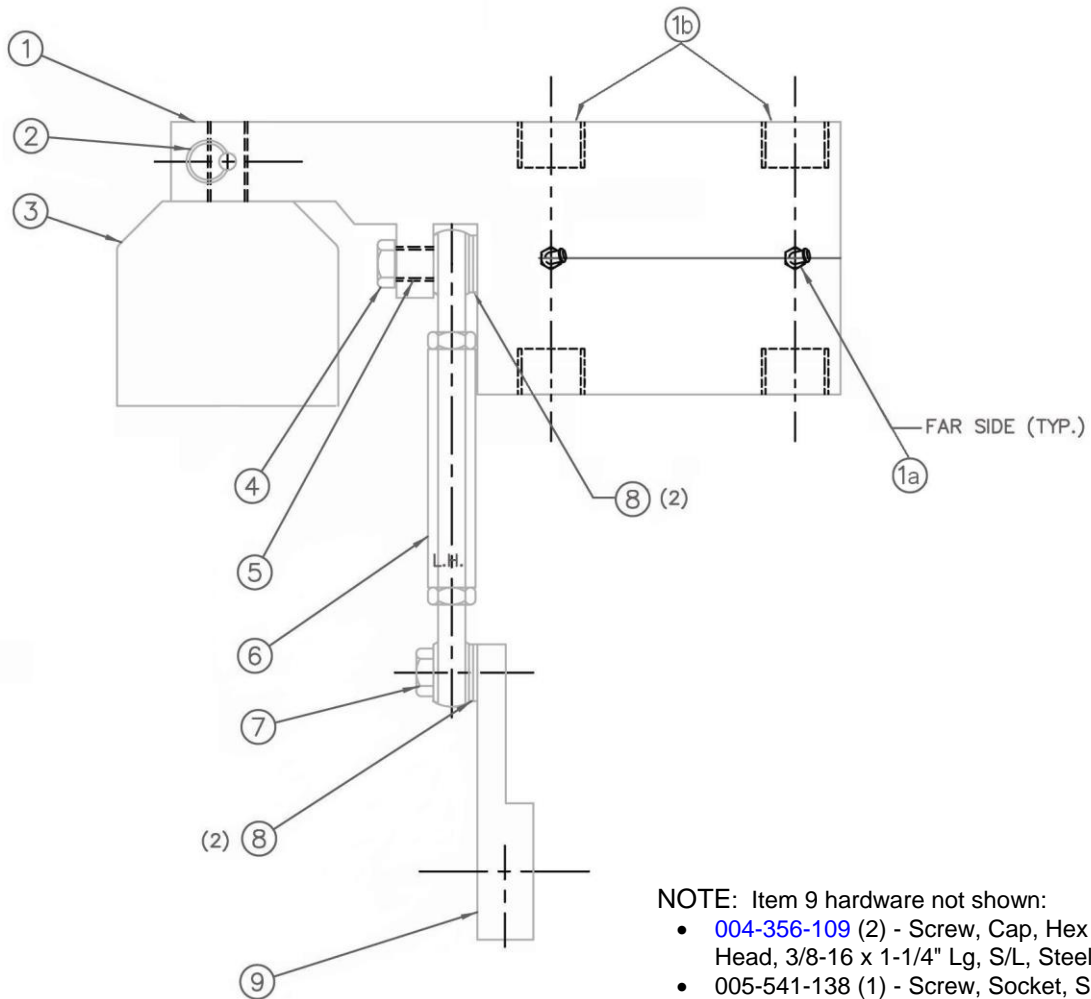 1b
1
2
3
FAR SIDE (TYP.)
1a
4
8 (2)
5
L.H.
6
7
(2) 8
9
NOTE: Item 9 hardware not shown:
• 004-356-109 (2) - Screw, Cap, Hex
Head, 3/8-16 x 1-1/4" Lg, S/L, Steel
• 005-541-138 (1) - Screw, Socket, S